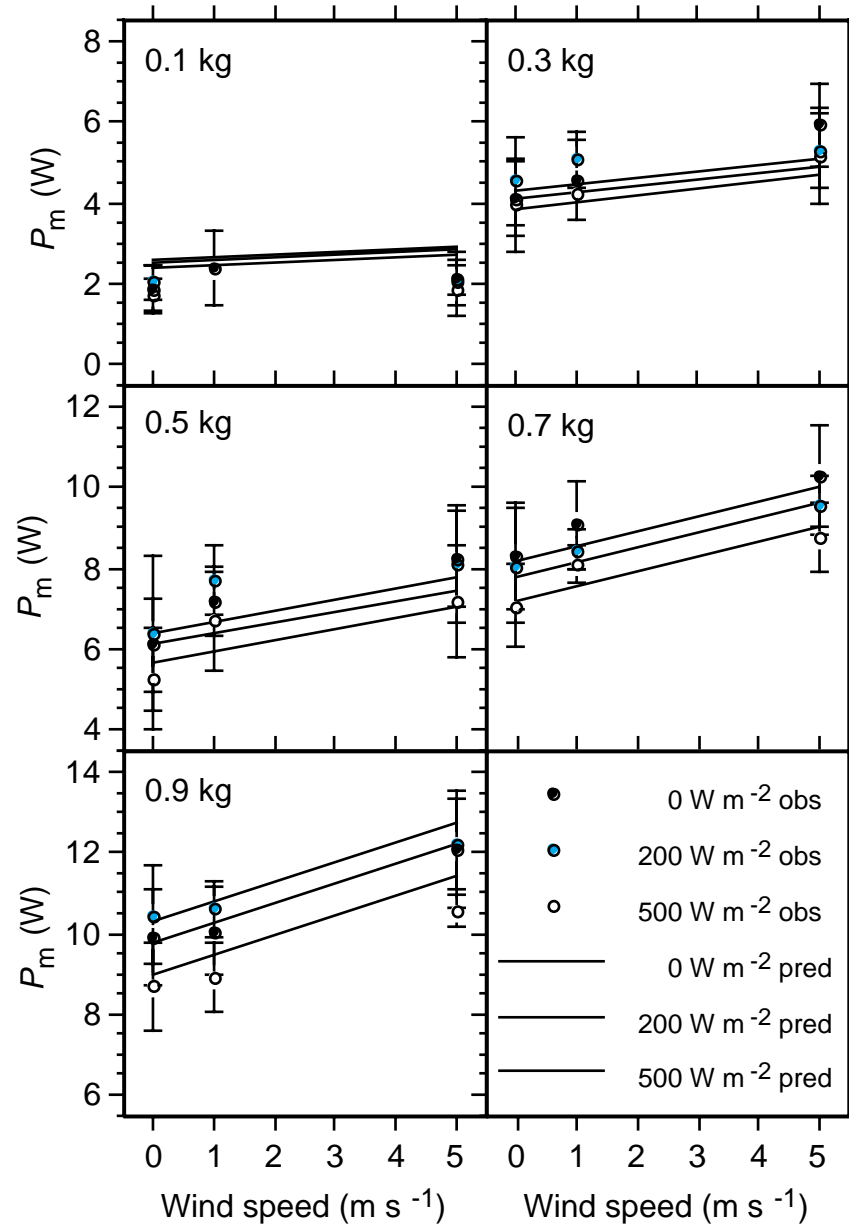 8
6
4
2
0
P_m (W)
0.1 kg
0.3 kg
12
10
8
6
4
P_m (W)
0.5 kg
0.7 kg
14
12
10
8
6
P_m (W)
0.9 kg
0 W m⁻² obs
200 W m⁻² obs
500 W m⁻² obs
0 W m⁻² pred
200 W m⁻² pred
500 W m⁻² pred
0 1 2 3 4 5 0 1 2 3 4 5
Wind speed (m s⁻¹) Wind speed (m s⁻¹)